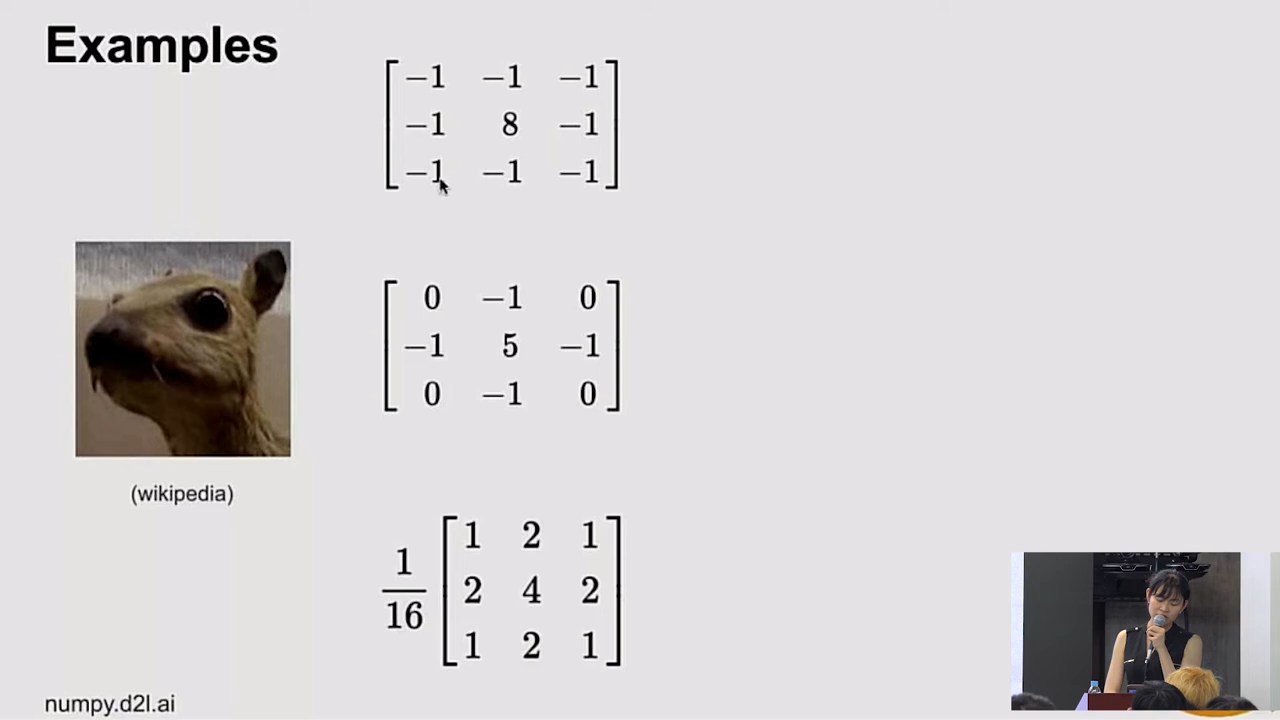 Examples
−1 −1 −1
−1 8 −1
−1 −1 −1
0 −1 0
−1 5 −1
0 −1 0
(wikipedia)
1/16
1 2 1
2 4 2
1 2 1
numpy.d2l.ai